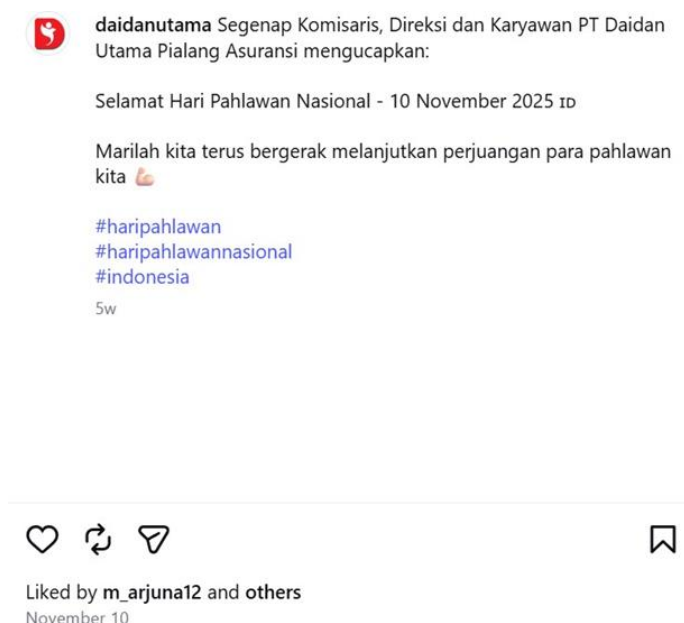 daidanutama Segenap Komisaris, Direksi dan Karyawan PT Daidan
Utama Pialang Asuransi mengucapkan:
Selamat Hari Pahlawan Nasional - 10 November 2025 ID
Marilah kita terus bergerak melanjutkan perjuangan para pahlawan
kita 💪🏻
#haripahlawan
#haripahlawannasional
#indonesia
5w
Liked by m_arjuna12 and others
November 10